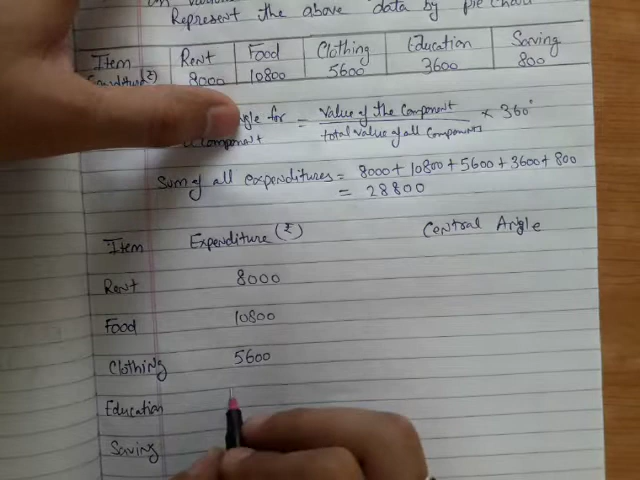 Represent the above data by pie chart
Item Rent Food Clothing Education Saving
8000 10800 5600 3600 800
for = Value of the Component / total value of all Components × 360°
Component
Sum of all expenditures = 8000 + 10800 + 5600 + 3600 + 800
= 28800
Item Expenditure (₹) Central Angle
Rent 8000
Food 10800
Clothing 5600
Education
Saving